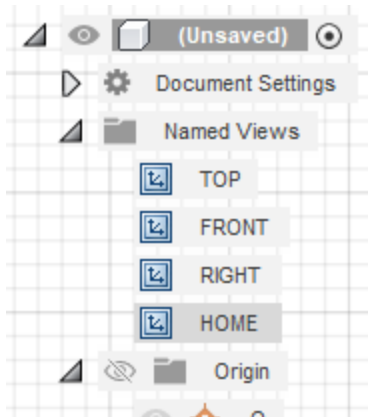 (Unsaved)
Document Settings
Named Views
TOP
FRONT
RIGHT
HOME
Origin